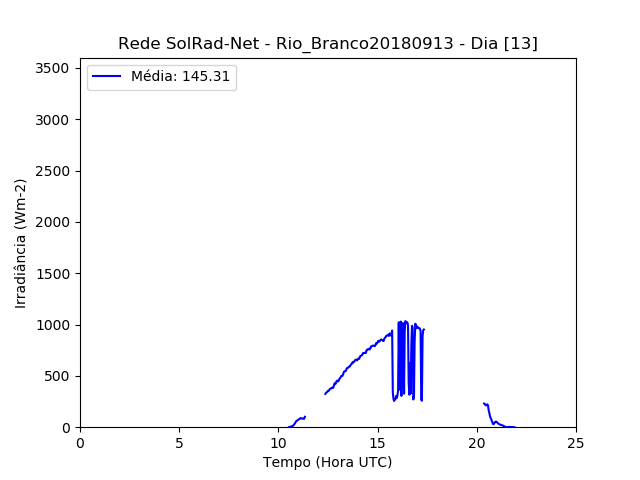 Rede SolRad-Net - Rio_Branco20180913 - Dia [13]
Média: 145.31
Irradiância (Wm-2)
3500
3000
2500
2000
1500
1000
500
0
0 5 10 15 20 25
Tempo (Hora UTC)